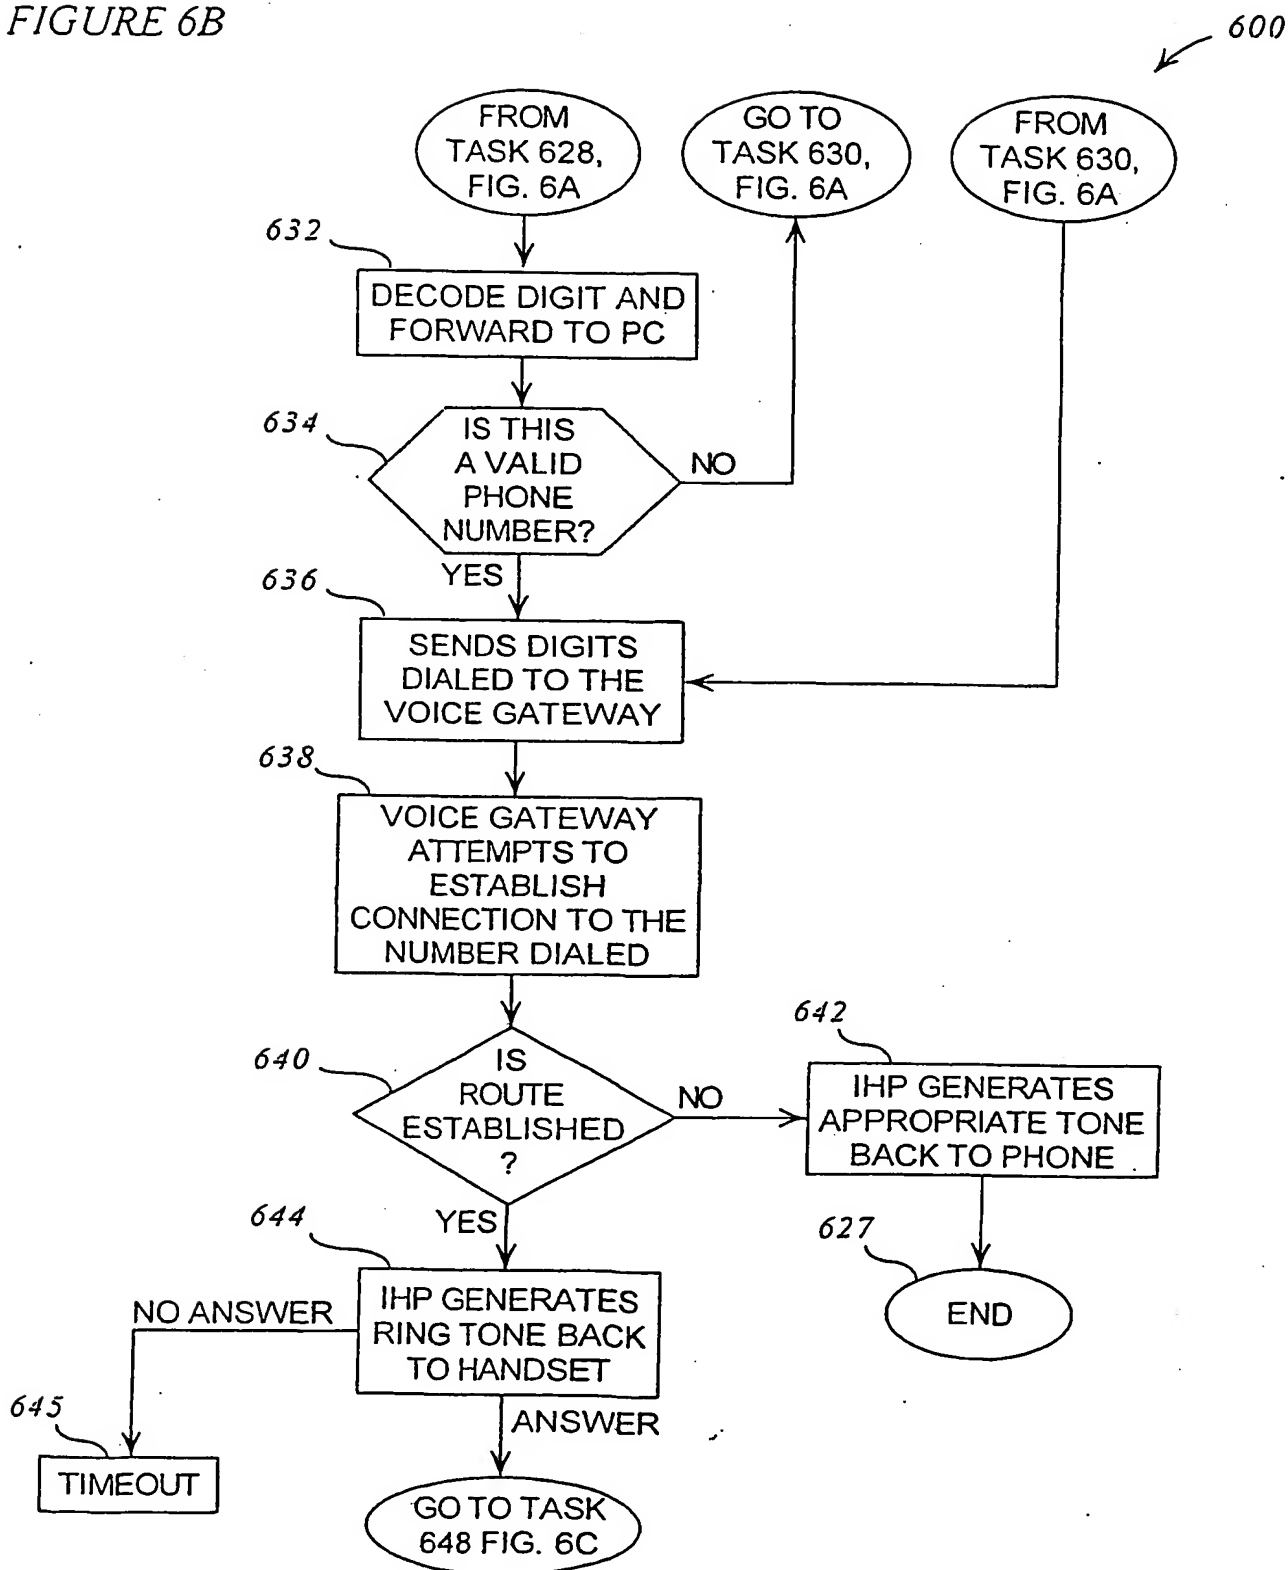 FIGURE 6B
600
FROM
TASK 628,
FIG. 6A
GO TO
TASK 630,
FIG. 6A
FROM
TASK 630,
FIG. 6A
632
DECODE DIGIT AND
FORWARD TO PC
634
IS THIS
A VALID
PHONE
NUMBER?
NO
YES
636
SENDS DIGITS
DIALED TO THE
VOICE GATEWAY
638
VOICE GATEWAY
ATTEMPTS TO
ESTABLISH
CONNECTION TO THE
NUMBER DIALED
640
IS
ROUTE
ESTABLISHED
?
NO
642
IHP GENERATES
APPROPRIATE TONE
BACK TO PHONE
YES
627
END
644
IHP GENERATES
RING TONE BACK
TO HANDSET
NO ANSWER
645
TIMEOUT
ANSWER
GO TO TASK
648 FIG. 6C